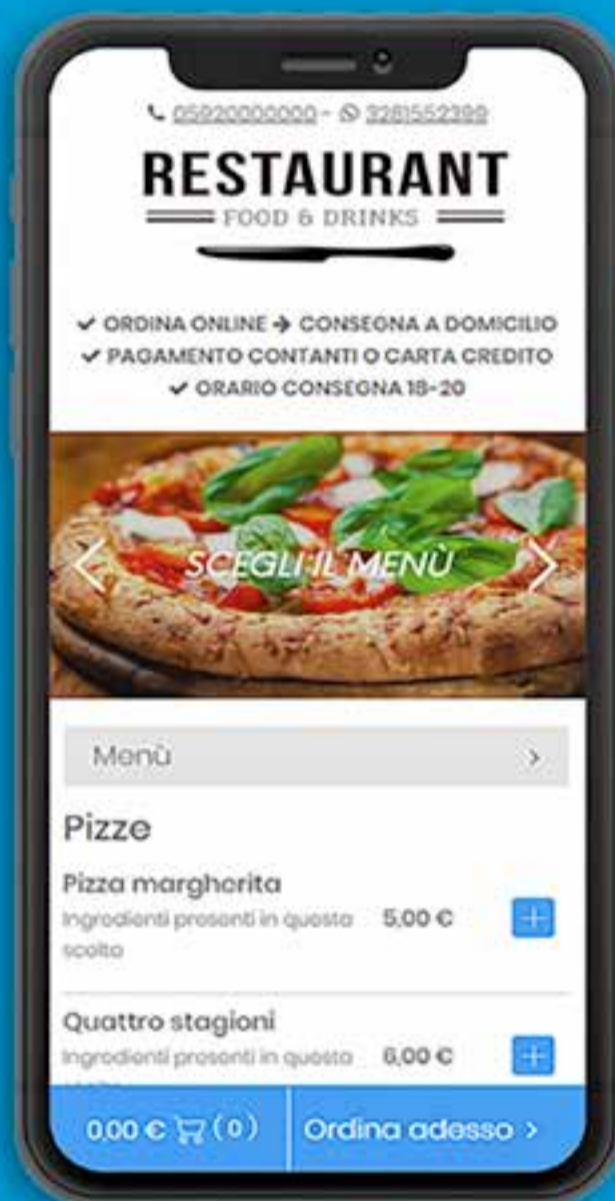 05920000000 - 3281552399
RESTAURANT
FOOD & DRINKS
ORDINA ONLINE → CONSEGNA A DOMICILIO
PAGAMENTO CONTANTI O CARTA CREDITO
ORARIO CONSEGNA 18-20
SCEGLI IL MENÙ
Menù
Pizze
Pizza margherita
Ingredienti presenti in questa 5,00 €
scelta
Quattro stagioni
Ingredienti presenti in questa 6,00 €
0.00 € (0) Ordina adesso >